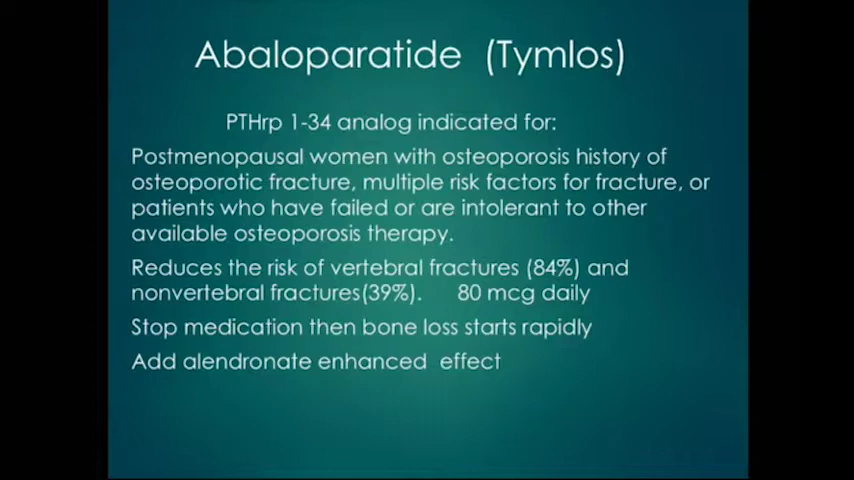 Abaloparatide (Tymlos)
PTHrp 1-34 analog indicated for:
Postmenopausal women with osteoporosis history of
osteoporotic fracture, multiple risk factors for fracture, or
patients who have failed or are intolerant to other
available osteoporosis therapy.
Reduces the risk of vertebral fractures (84%) and
nonvertebral fractures(39%). 80 mcg daily
Stop medication then bone loss starts rapidly
Add alendronate enhanced effect